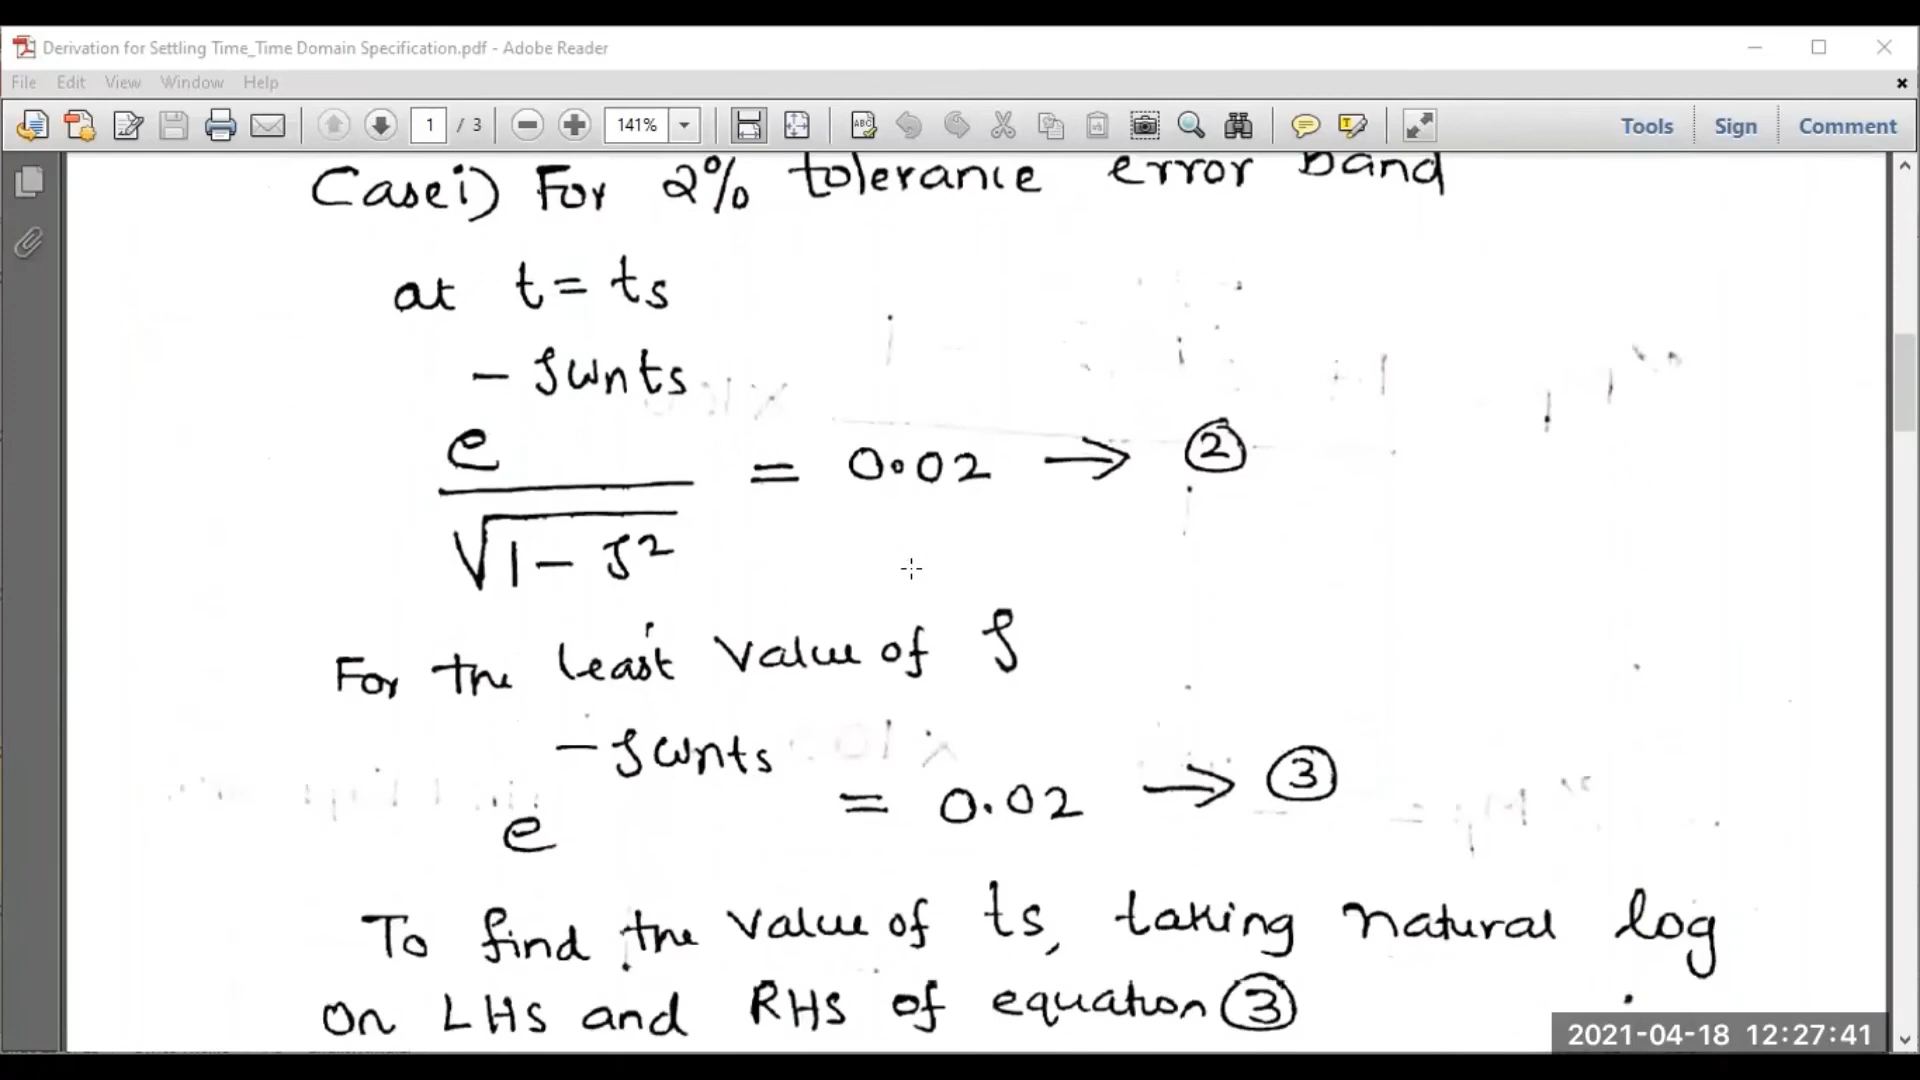 Derivation for Settling Time_Time Domain Specification.pdf - Adobe Reader
File Edit View Window Help
1 / 3 141% Tools Sign Comment
Case i) For 2% tolerance error band
at t = ts
- ζωnts
e
= 0.02 → ②
√1 - ζ²
For the least value of ζ
- ζωnts
e = 0.02 → ③
To find the value of ts, taking natural log
on LHS and RHS of equation ③
2021-04-18 12:27:41